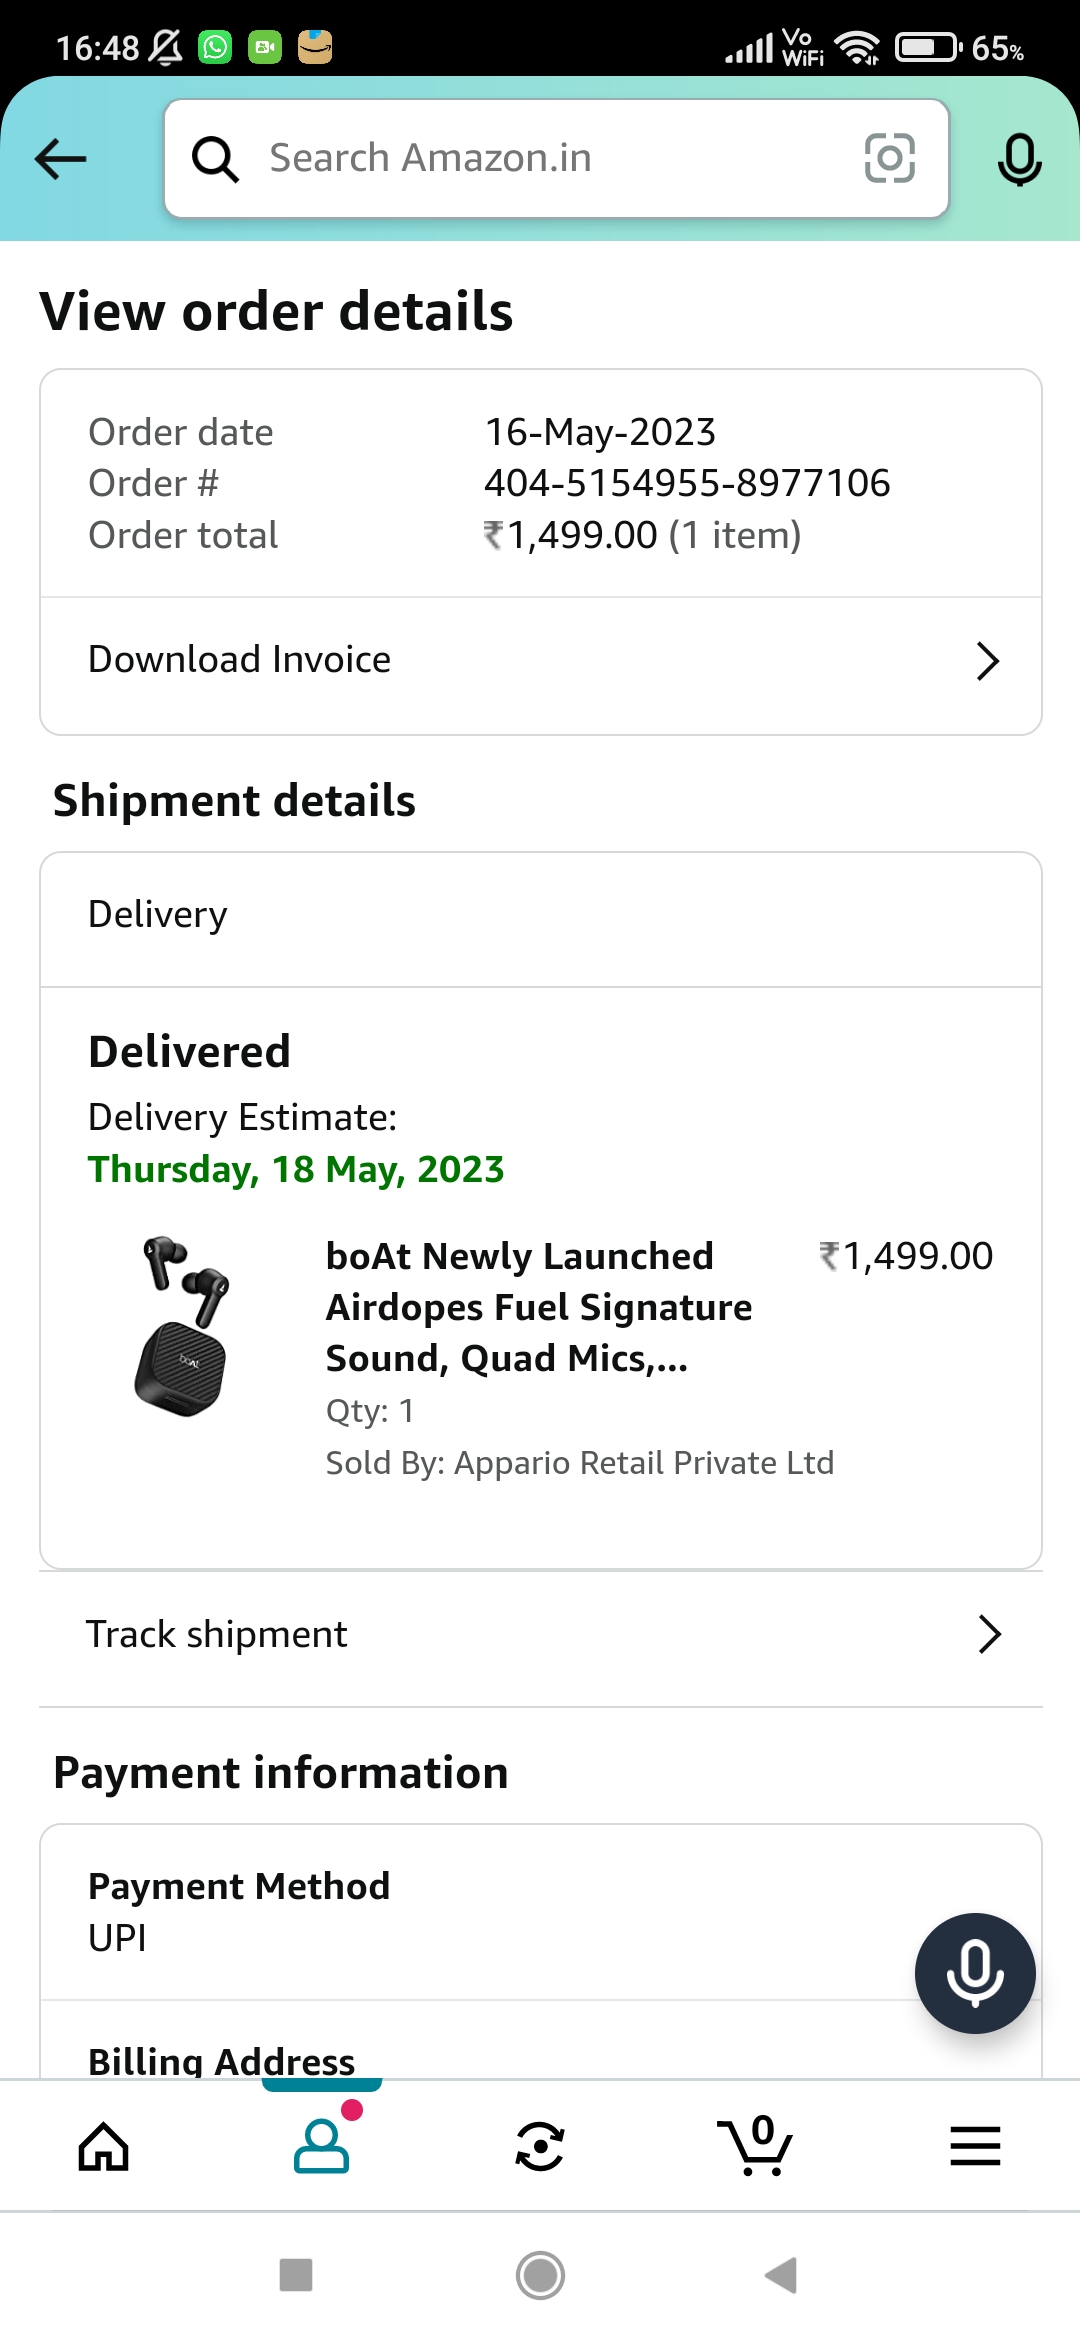 16:48
Vo
WiFi
65%
Search Amazon.in
View order details
Order date 16-May-2023
Order # 404-5154955-8977106
Order total ₹1,499.00 (1 item)
Download Invoice
Shipment details
Delivery
Delivered
Delivery Estimate:
Thursday, 18 May, 2023
boAt Newly Launched ₹1,499.00
Airdopes Fuel Signature
Sound, Quad Mics,...
Qty: 1
Sold By: Appario Retail Private Ltd
boAt
Track shipment
Payment information
Payment Method
UPI
Billing Address
0